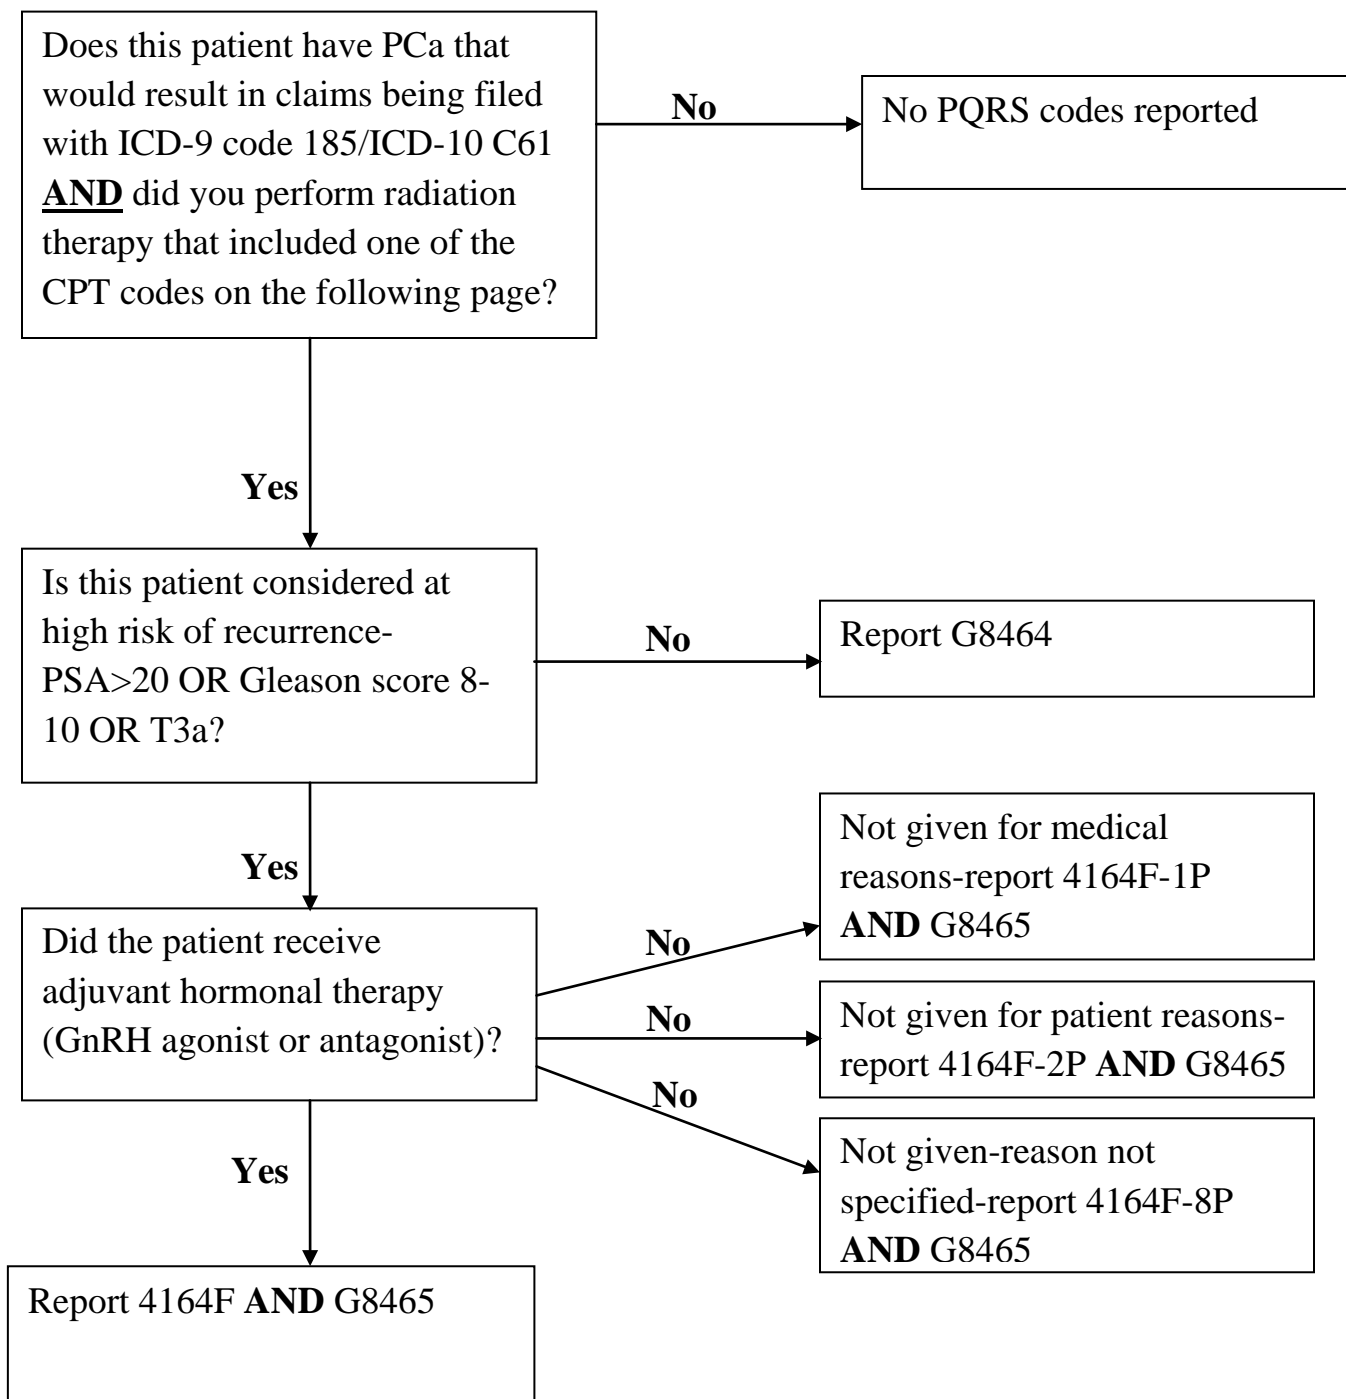 Does this patient have PCa that
would result in claims being filed
with ICD-9 code 185/ICD-10 C61
AND did you perform radiation
therapy that included one of the
CPT codes on the following page?
No
No PQRS codes reported
Yes
Is this patient considered at
high risk of recurrence-
PSA>20 OR Gleason score 8-
10 OR T3a?
No
Report G8464
Yes
Did the patient receive
adjuvant hormonal therapy
(GnRH agonist or antagonist)?
No
Not given for medical
reasons-report 4164F-1P
AND G8465
No
Not given for patient reasons-
report 4164F-2P AND G8465
No
Not given-reason not
specified-report 4164F-8P
AND G8465
Yes
Report 4164F AND G8465